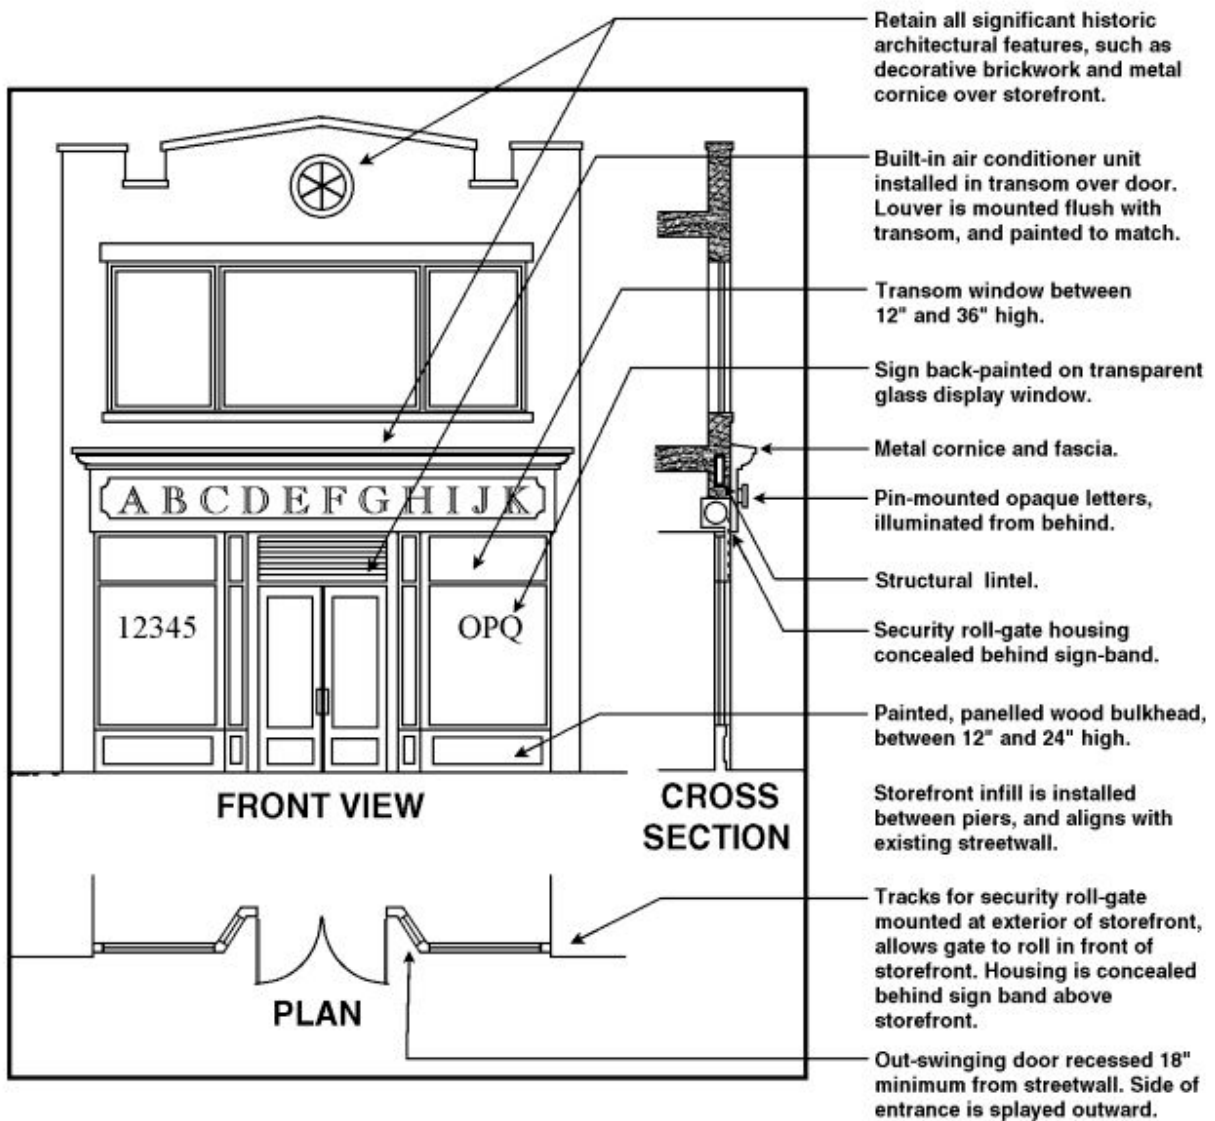 Retain all significant historic
architectural features, such as
decorative brickwork and metal
cornice over storefront.
Built-in air conditioner unit
installed in transom over door.
Louver is mounted flush with
transom, and painted to match.
Transom window between
12" and 36" high.
Sign back-painted on transparent
glass display window.
Metal cornice and fascia.
Pin-mounted opaque letters,
illuminated from behind.
Structural lintel.
Security roll-gate housing
concealed behind sign-band.
Painted, panelled wood bulkhead,
between 12" and 24" high.
Storefront infill is installed
between piers, and aligns with
existing streetwall.
Tracks for security roll-gate
mounted at exterior of storefront,
allows gate to roll in front of
storefront. Housing is concealed
behind sign band above
storefront.
Out-swinging door recessed 18"
minimum from streetwall. Side of
entrance is splayed outward.
ABCDEFGHIJK
12345
OPQ
FRONT VIEW
CROSS
SECTION
PLAN